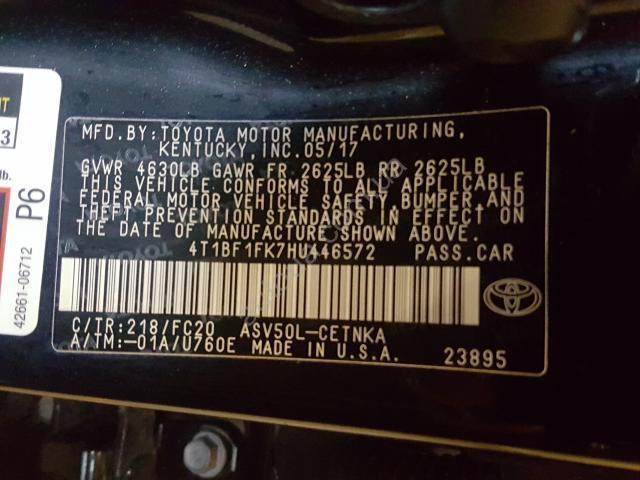 MFD. BY: TOYOTA MOTOR MANUFACTURING,
KENTUCKY, INC. 05/17
GVWR 4630LB GAWR FR 2625LB RR 2625LB
THIS VEHICLE CONFORMS TO ALL APPLICABLE
FEDERAL MOTOR VEHICLE SAFETY, BUMPER, AND
THEFT PREVENTION STANDARDS IN EFFECT ON
THE DATE OF MANUFACTURE SHOWN ABOVE.
4T1BF1FK7HU446572 PASS. CAR
C/TR: 218/FC20 ASV50L-CETNKA
A/TM: -01A/U760E MADE IN U.S.A.
23895
3
lb.
P6
42661-06712